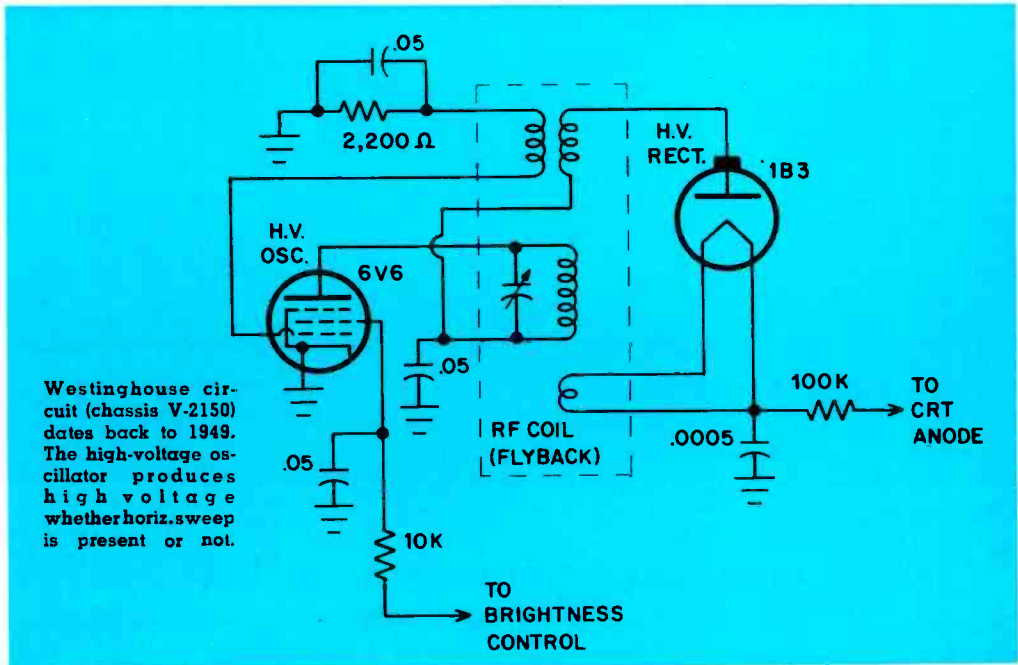 .05
2,200 Ω
H.V.
RECT.
1B3
H.V.
OSC.
6V6
.05
Westinghouse cir-
cuit (chassis V-2150)
dates back to 1949.
The high-voltage os-
cillator produces
high voltage
whether horiz. sweep
is present or not.
.05
RF COIL
(FLYBACK)
100K
TO
CRT
ANODE
.0005
10K
TO
BRIGHTNESS
CONTROL